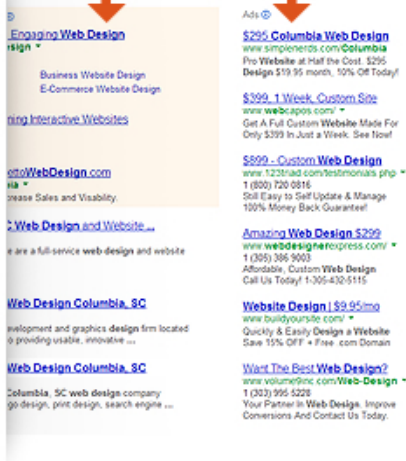 Engaging Web Design
esign
Business Website Design
E-Commerce Website Design
ning Interactive Websites
ettoWebDesign.com
ia
crease Sales and Visability.
C Web Design and Website ...
e are a full-service web design and website
Web Design Columbia, SC
evelopment and graphics design firm located
o providing usable, innovative ...
Web Design Columbia, SC
Columbia, SC web design company
go design, print design, search engine ...
Ads
$295 Columbia Web Design
www.simplenerds.com/Columbia
Pro Website at Half the Cost. $295
Design $19.95 month, 10% Off Today!
$399, 1 Week, Custom Site
www.webcapos.com/
Get A Full Custom Website Made For
Only $399 In Just a Week. See Now!
$899 - Custom Web Design
www.123triad.com/testimonials.php
1 (800) 720 0816
Still Easy to Self Update & Manage
100% Money Back Guarantee!
Amazing Web Design $299
www.webdesignerexpress.com/
1 (305) 386 9003
Affordable, Custom Web Design
Call Us Today! 1-305-432-5115
Website Design | $9.95/mo
www.buildyoursite.com/
Quickly & Easily Design a Website
Save 15% OFF + Free .com Domain
Want The Best Web Design?
www.volume9inc.com/Web-Design
1 (303) 995 5228
Your Partner In Web Design. Improve
Conversions And Contact Us Today.